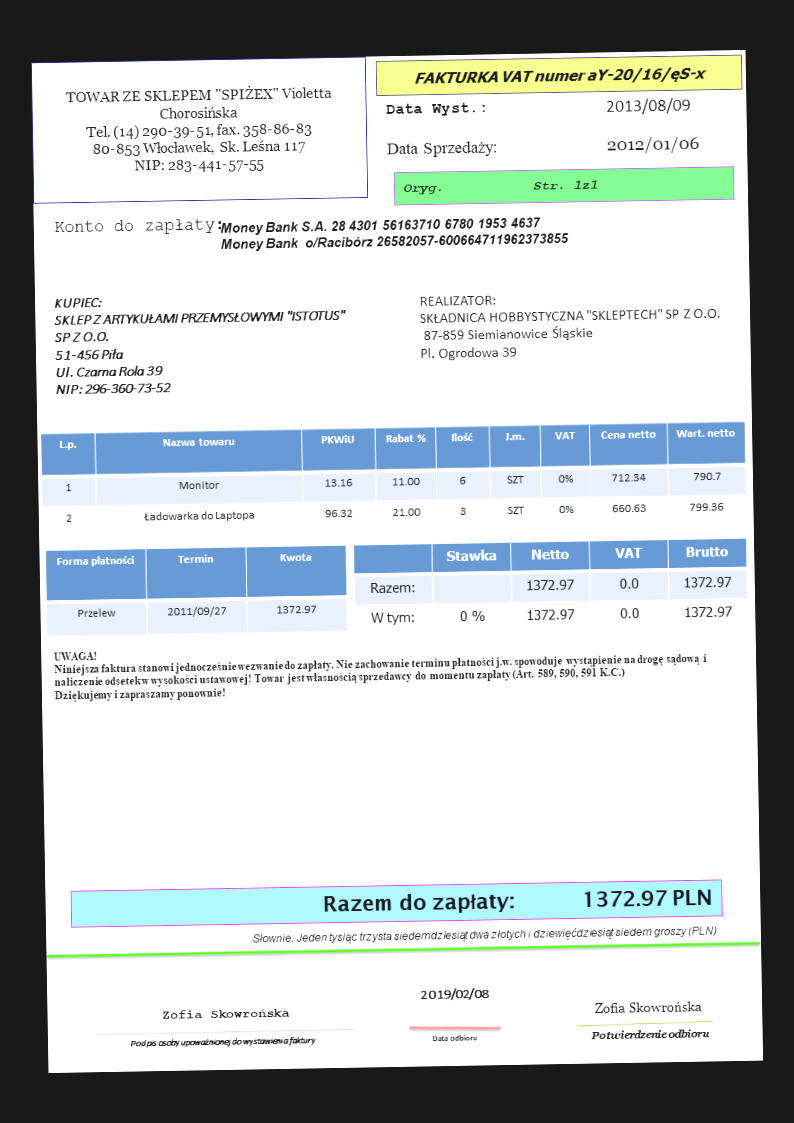 TOWAR ZE SKLEPEM "SPIŻEX" Violetta
Chorosińska
Tel. (14) 290-39-51, fax. 358-86-83
80-853 Włocławek, Sk. Leśna 117
NIP: 283-441-57-55
FAKTURKA VAT numer aY-20/16/ęS-x
Data Wyst.: 2013/08/09
Data Sprzedaży: 2012/01/06
Oryg. Str. 1z1
Konto do zapłaty: Money Bank S.A. 28 4301 56163710 6780 1953 4637
Money Bank o/Racibórz 26582057-600664711962373855
KUPIEC:
SKLEP Z ARTYKUŁAMI PRZEMYSŁOWYMI "ISTOTUS"
SP Z O.O.
51-456 Piła
Ul. Czarna Rola 39
NIP: 296-360-73-52
REALIZATOR:
SKŁADNICA HOBBYSTYCZNA "SKLEPTECH" SP Z O.O.
87-859 Siemianowice Śląskie
Pl. Ogrodowa 39
L.p. Nazwa towaru PKWiU Rabat % Ilość J.m. VAT Cena netto Wart. netto
1 Monitor 13.16 11.00 6 SZT 0% 712.34 790.7
2 Ładowarka do Laptopa 96.32 21.00 3 SZT 0% 660.63 799.36
Forma płatności Termin Kwota
Przelew 2011/09/27 1372.97
Stawka Netto VAT Brutto
Razem: 1372.97 0.0 1372.97
W tym: 0 % 1372.97 0.0 1372.97
UWAGA!
Niniejsza faktura stanowi jednocześnie wezwanie do zapłaty. Nie zachowanie terminu płatności j.w. spowoduje wystąpienie na drogę sądową i
naliczenie odsetek w wysokości ustawowej! Towar jest własnością sprzedawcy do momentu zapłaty (Art. 589, 590, 591 K.C.)
Dziękujemy i zapraszamy ponownie!
Razem do zapłaty: 1372.97 PLN
Słownie: Jeden tysiąc trzysta siedemdziesiąt dwa złotych i dziewięćdziesiąt siedem groszy (PLN)
Zofia Skowrońska
Podpis osoby upoważnionej do wystawienia faktury
2019/02/08
Data odbioru
Zofia Skowrońska
Potwierdzenie odbioru